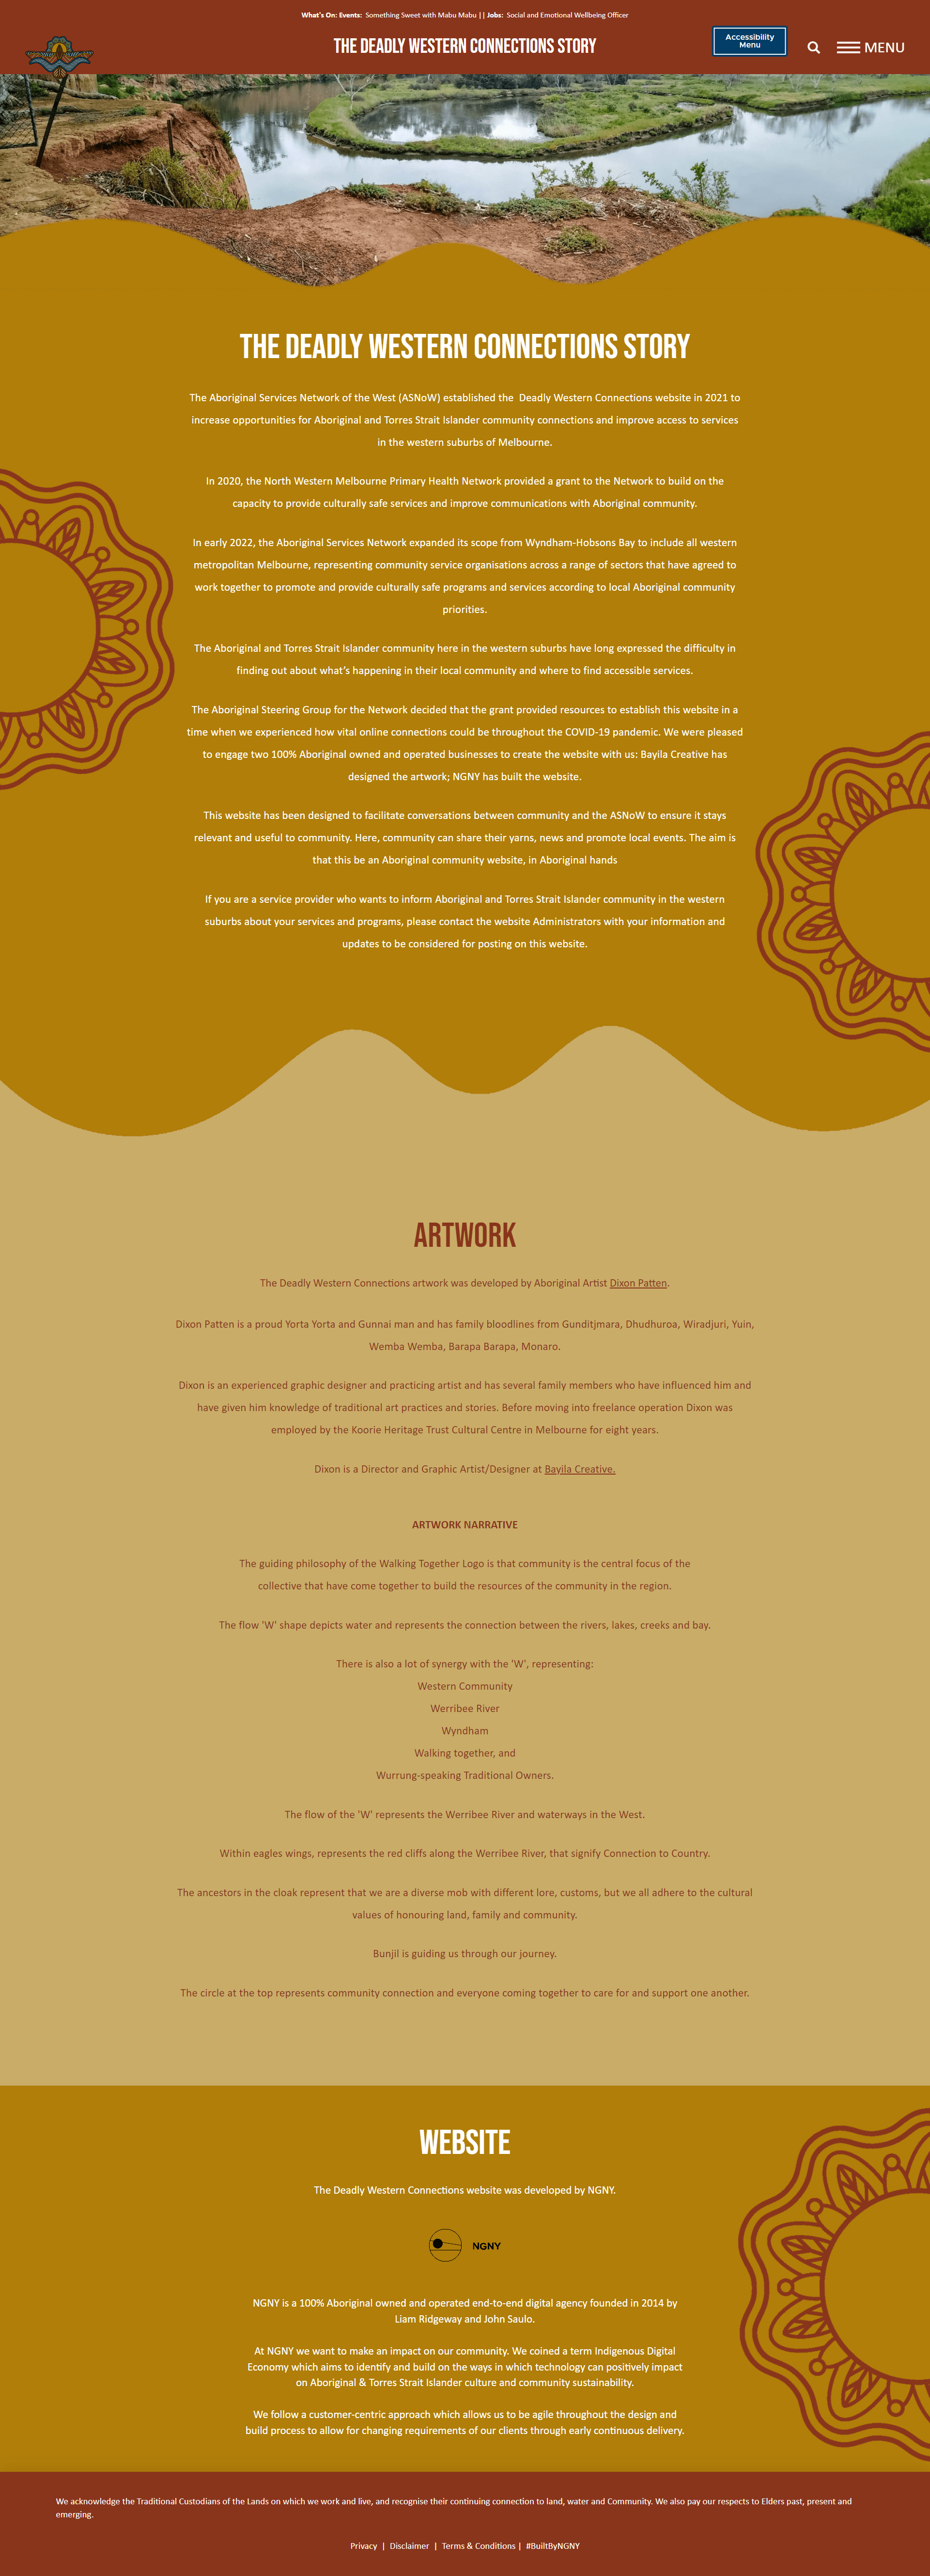 What's On: Events: Something Sweet with Mabu Mabu || Jobs: Social and Emotional Wellbeing Officer
THE DEADLY WESTERN CONNECTIONS STORY
Accessibility
Menu
MENU
THE DEADLY WESTERN CONNECTIONS STORY
The Aboriginal Services Network of the West (ASNoW) established the Deadly Western Connections website in 2021 to
increase opportunities for Aboriginal and Torres Strait Islander community connections and improve access to services
in the western suburbs of Melbourne.
In 2020, the North Western Melbourne Primary Health Network provided a grant to the Network to build on the
capacity to provide culturally safe services and improve communications with Aboriginal community.
In early 2022, the Aboriginal Services Network expanded its scope from Wyndham-Hobsons Bay to include all western
metropolitan Melbourne, representing community service organisations across a range of sectors that have agreed to
work together to promote and provide culturally safe programs and services according to local Aboriginal community
priorities.
The Aboriginal and Torres Strait Islander community here in the western suburbs have long expressed the difficulty in
finding out about what’s happening in their local community and where to find accessible services.
The Aboriginal Steering Group for the Network decided that the grant provided resources to establish this website in a
time when we experienced how vital online connections could be throughout the COVID-19 pandemic. We were pleased
to engage two 100% Aboriginal owned and operated businesses to create the website with us: Bayila Creative has
designed the artwork; NGNY has built the website.
This website has been designed to facilitate conversations between community and the ASNoW to ensure it stays
relevant and useful to community. Here, community can share their yarns, news and promote local events. The aim is
that this be an Aboriginal community website, in Aboriginal hands
If you are a service provider who wants to inform Aboriginal and Torres Strait Islander community in the western
suburbs about your services and programs, please contact the website Administrators with your information and
updates to be considered for posting on this website.
ARTWORK
The Deadly Western Connections artwork was developed by Aboriginal Artist Dixon Patten.
Dixon Patten is a proud Yorta Yorta and Gunnai man and has family bloodlines from Gunditjmara, Dhudhuroa, Wiradjuri, Yuin,
Wemba Wemba, Barapa Barapa, Monaro.
Dixon is an experienced graphic designer and practicing artist and has several family members who have influenced him and
have given him knowledge of traditional art practices and stories. Before moving into freelance operation Dixon was
employed by the Koorie Heritage Trust Cultural Centre in Melbourne for eight years.
Dixon is a Director and Graphic Artist/Designer at Bayila Creative.
ARTWORK NARRATIVE
The guiding philosophy of the Walking Together Logo is that community is the central focus of the
collective that have come together to build the resources of the community in the region.
The flow 'W' shape depicts water and represents the connection between the rivers, lakes, creeks and bay.
There is also a lot of synergy with the 'W', representing:
Western Community
Werribee River
Wyndham
Walking together, and
Wurrung-speaking Traditional Owners.
The flow of the 'W' represents the Werribee River and waterways in the West.
Within eagles wings, represents the red cliffs along the Werribee River, that signify Connection to Country.
The ancestors in the cloak represent that we are a diverse mob with different lore, customs, but we all adhere to the cultural
values of honouring land, family and community.
Bunjil is guiding us through our journey.
The circle at the top represents community connection and everyone coming together to care for and support one another.
WEBSITE
The Deadly Western Connections website was developed by NGNY.
NGNY
NGNY is a 100% Aboriginal owned and operated end-to-end digital agency founded in 2014 by
Liam Ridgeway and John Saulo.
At NGNY we want to make an impact on our community. We coined a term Indigenous Digital
Economy which aims to identify and build on the ways in which technology can positively impact
on Aboriginal & Torres Strait Islander culture and community sustainability.
We follow a customer-centric approach which allows us to be agile throughout the design and
build process to allow for changing requirements of our clients through early continuous delivery.
We acknowledge the Traditional Custodians of the Lands on which we work and live, and recognise their continuing connection to land, water and Community. We also pay our respects to Elders past, present and
emerging.
Privacy | Disclaimer | Terms & Conditions | #BuiltByNGNY